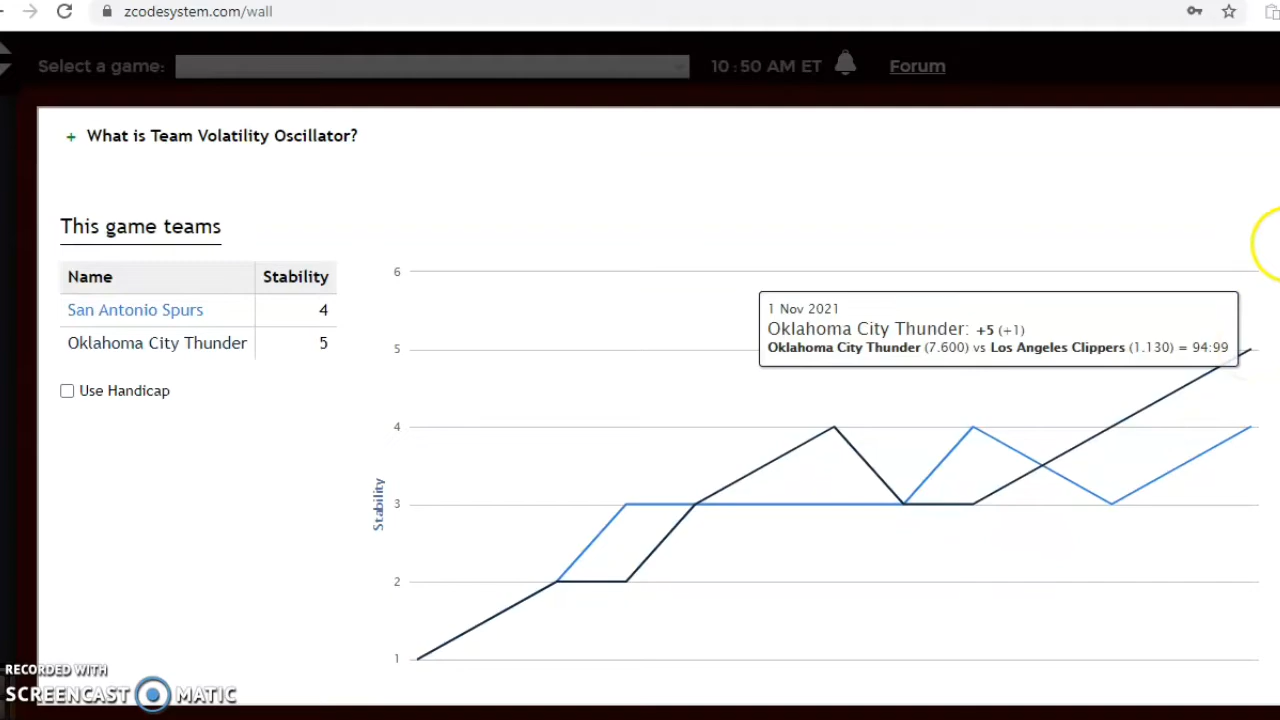 zcodesystem.com/wall
Select a game:
10:50 AM ET
Forum
+ What is Team Volatility Oscillator?
This game teams
Name Stability
San Antonio Spurs 4
Oklahoma City Thunder 5
Use Handicap
6
5
4
3
2
1
Stability
1 Nov 2021
Oklahoma City Thunder: +5 (+1)
Oklahoma City Thunder (7.600) vs Los Angeles Clippers (1.130) = 94:99
RECORDED WITH
SCREENCAST MATIC